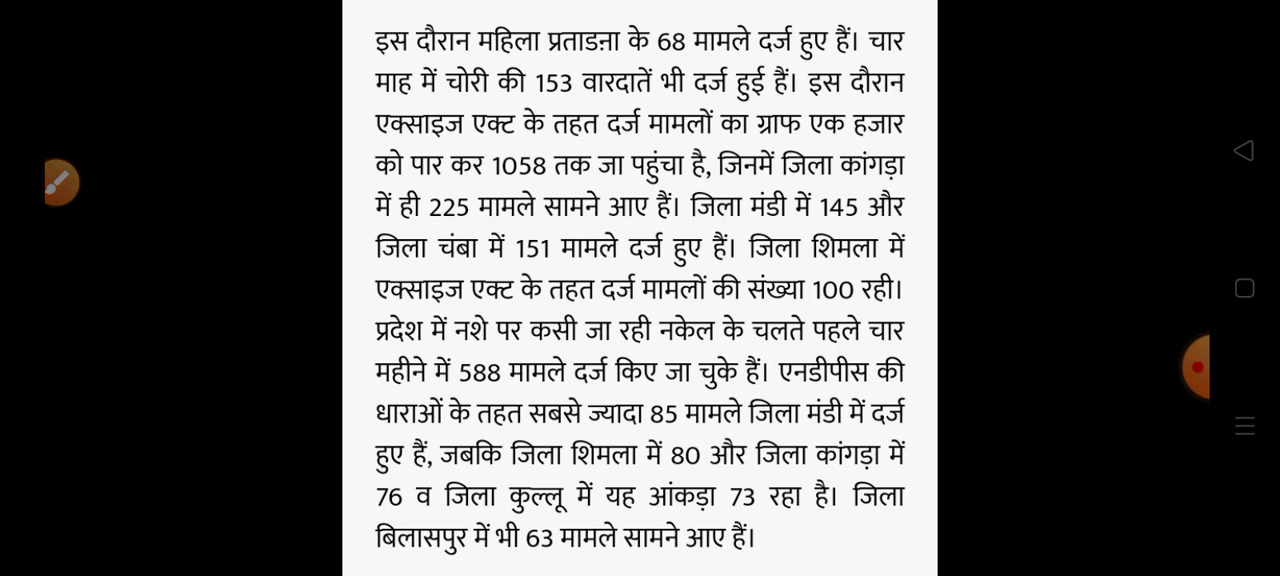 इस दौरान महिला प्रताडऩा के 68 मामले दर्ज हुए हैं। चार
माह में चोरी की 153 वारदातें भी दर्ज हुई हैं। इस दौरान
एक्साइज एक्ट के तहत दर्ज मामलों का ग्राफ एक हजार
को पार कर 1058 तक जा पहुंचा है, जिनमें जिला कांगड़ा
में ही 225 मामले सामने आए हैं। जिला मंडी में 145 और
जिला चंबा में 151 मामले दर्ज हुए हैं। जिला शिमला में
एक्साइज एक्ट के तहत दर्ज मामलों की संख्या 100 रही।
प्रदेश में नशे पर कसी जा रही नकेल के चलते पहले चार
महीने में 588 मामले दर्ज किए जा चुके हैं। एनडीपीस की
धाराओं के तहत सबसे ज्यादा 85 मामले जिला मंडी में दर्ज
हुए हैं, जबकि जिला शिमला में 80 और जिला कांगड़ा में
76 व जिला कुल्लू में यह आंकड़ा 73 रहा है। जिला
बिलासपुर में भी 63 मामले सामने आए हैं।